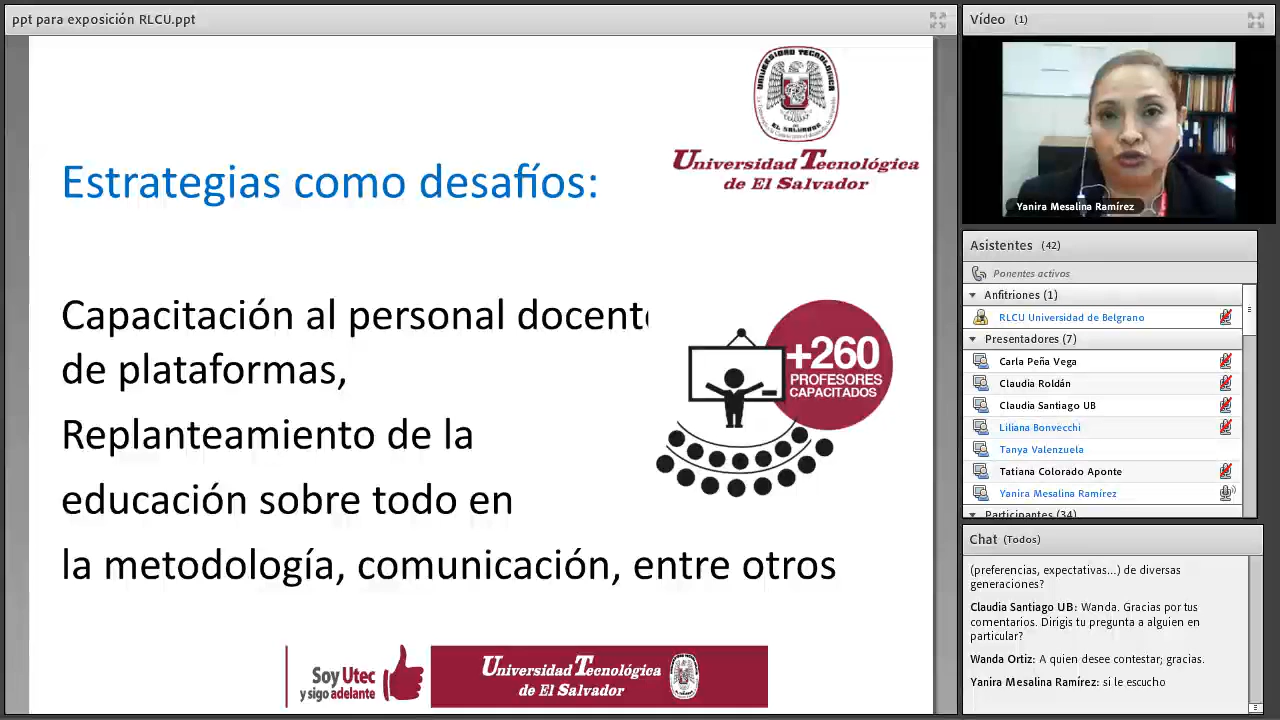 ppt para exposición RLCU.ppt
UNIVERSIDAD TECNOLÓGICA
DE
EL SALVADOR
Universidad Tecnológica
de El Salvador
Estrategias como desafíos:
Capacitación al personal docent
de plataformas,
Replanteamiento de la
educación sobre todo en
la metodología, comunicación, entre otros
+260
PROFESORES
CAPACITADOS
Soy Utec
y sigo adelante
Universidad Tecnológica
de El Salvador
Vídeo (1)
Yanira Mesalina Ramírez
Asistentes (42)
Ponentes activos
Anfitriones (1)
RLCU Universidad de Belgrano
Presentadores (7)
Carla Peña Vega
Claudia Roldán
Claudia Santiago UB
Liliana Bonvecchi
Tanya Valenzuela
Tatiana Colorado Aponte
Yanira Mesalina Ramírez
Participantes (34)
Chat (Todos)
(preferencias, expectativas...) de diversas
generaciones?
Claudia Santiago UB: Wanda. Gracias por tus
comentarios. Dirigis tu pregunta a alguien en
particular?
Wanda Ortiz: A quien desee contestar; gracias.
Yanira Mesalina Ramírez: si le escucho